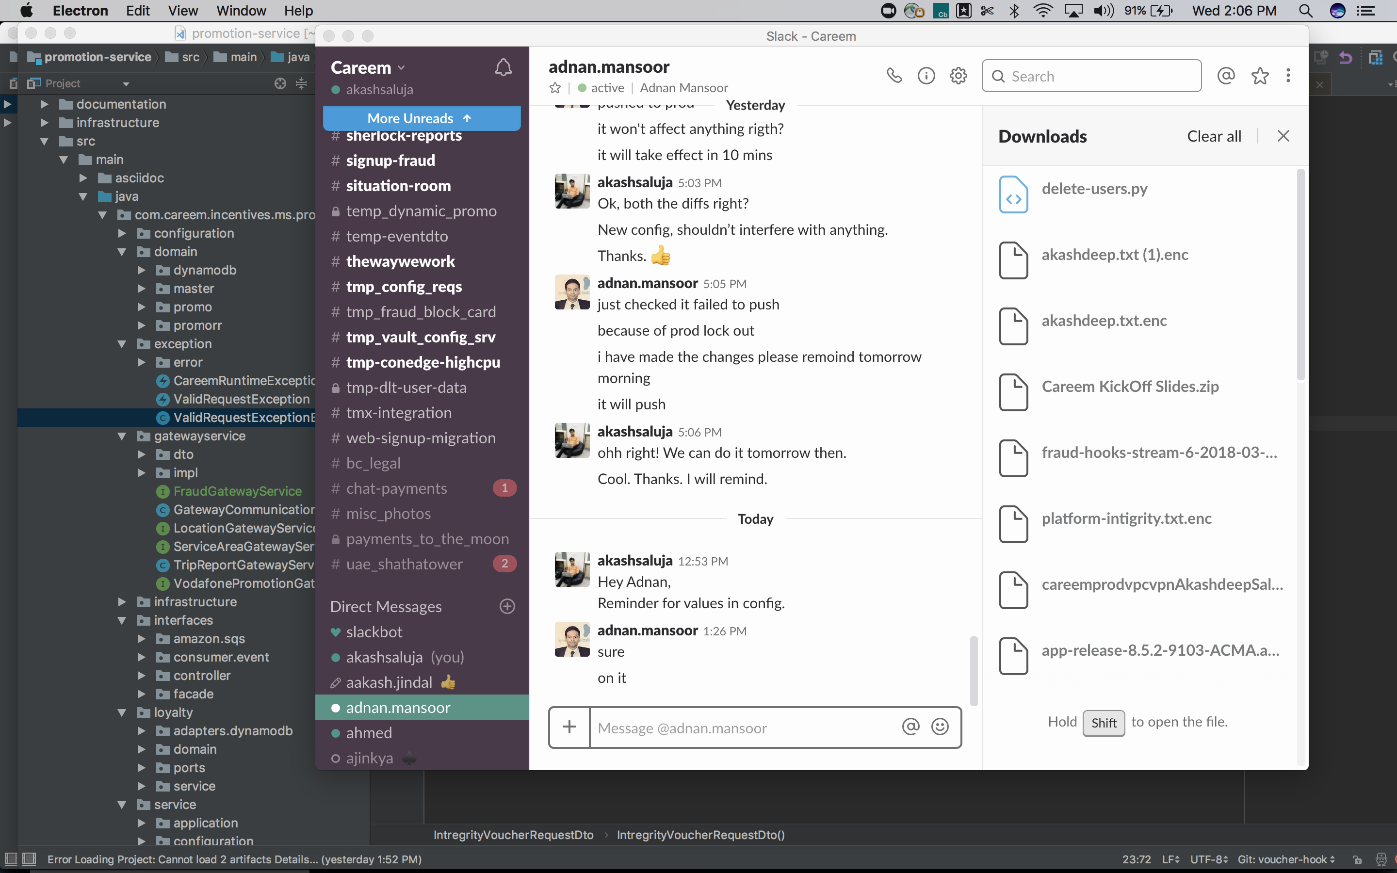 Electron Edit View Window Help
91% Wed 2:06 PM
promotion-service [~
promotion-service src main java
Project
documentation
infrastructure
src
main
asciidoc
java
com.careem.incentives.ms.pro
configuration
domain
dynamodb
master
promo
promorr
exception
error
CareemRuntimeExceptio
ValidRequestException
ValidRequestExceptionE
gatewayservice
dto
impl
FraudGatewayService
GatewayCommunication
LocationGatewayService
ServiceAreaGatewaySer
TripReportGatewayServ
VodafonePromotionGat
infrastructure
interfaces
amazon.sqs
consumer.event
controller
facade
loyalty
adapters.dynamodb
domain
ports
service
service
application
configuration
Slack - Careem
Careem
akashsaluja
More Unreads ↑
# sherlock-reports
# signup-fraud
# situation-room
temp_dynamic_promo
# temp-eventdto
# thewaywework
# tmp_config_reqs
# tmp_fraud_block_card
# tmp_vault_config_srv
# tmp-conedge-highcpu
tmp-dlt-user-data
# tmx-integration
# web-signup-migration
# bc_legal
# chat-payments 1
# misc_photos
payments_to_the_moon
# uae_shathatower 2
Direct Messages
slackbot
akashsaluja (you)
aakash.jindal 👍
adnan.mansoor
ahmed
ajinkya
adnan.mansoor
active | Adnan Mansoor
Search
pushed to prod
Yesterday
it won't affect anything rigth?
it will take effect in 10 mins
akashsaluja 5:03 PM
Ok, both the diffs right?
New config, shouldn't interfere with anything.
Thanks. 👍
adnan.mansoor 5:05 PM
just checked it failed to push
because of prod lock out
i have made the changes please remoind tomorrow
morning
it will push
akashsaluja 5:06 PM
ohh right! We can do it tomorrow then.
Cool. Thanks. I will remind.
Today
akashsaluja 12:53 PM
Hey Adnan,
Reminder for values in config.
adnan.mansoor 1:26 PM
sure
on it
Message @adnan.mansoor
Downloads Clear all
delete-users.py
akashdeep.txt (1).enc
akashdeep.txt.enc
Careem KickOff Slides.zip
fraud-hooks-stream-6-2018-03-...
platform-intigrity.txt.enc
careemprodvpcvpnAkashdeepSal...
app-release-8.5.2-9103-ACMA.a...
Hold Shift to open the file.
IntregrityVoucherRequestDto › IntregrityVoucherRequestDto()
Error Loading Project: Cannot load 2 artifacts Details... (yesterday 1:52 PM)
23:72 LF UTF-8 Git: voucher-hook